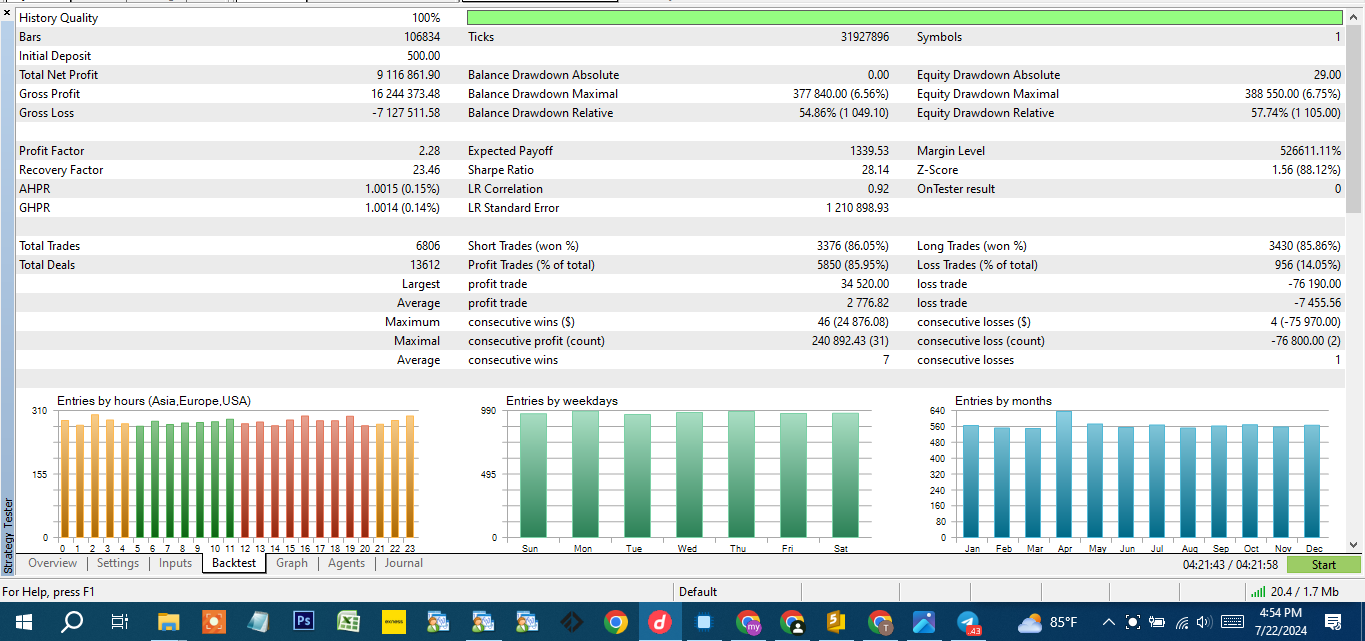 History Quality 100%
Bars 106834 Ticks 31927896 Symbols 1
Initial Deposit 500.00
Total Net Profit 9 116 861.90 Balance Drawdown Absolute 0.00 Equity Drawdown Absolute 29.00
Gross Profit 16 244 373.48 Balance Drawdown Maximal 377 840.00 (6.56%) Equity Drawdown Maximal 388 550.00 (6.75%)
Gross Loss -7 127 511.58 Balance Drawdown Relative 54.86% (1 049.10) Equity Drawdown Relative 57.74% (1 105.00)
Profit Factor 2.28 Expected Payoff 1339.53 Margin Level 526611.11%
Recovery Factor 23.46 Sharpe Ratio 28.14 Z-Score 1.56 (88.12%)
AHPR 1.0015 (0.15%) LR Correlation 0.92 OnTester result 0
GHPR 1.0014 (0.14%) LR Standard Error 1 210 898.93
Total Trades 6806 Short Trades (won %) 3376 (86.05%) Long Trades (won %) 3430 (85.86%)
Total Deals 13612 Profit Trades (% of total) 5850 (85.95%) Loss Trades (% of total) 956 (14.05%)
Largest profit trade 34 520.00 loss trade -76 190.00
Average profit trade 2 776.82 loss trade -7 455.56
Maximum consecutive wins ($) 46 (24 876.08) consecutive losses ($) 4 (-75 970.00)
Maximal consecutive profit (count) 240 892.43 (31) consecutive loss (count) -76 800.00 (2)
Average consecutive wins 7 consecutive losses 1
Entries by hours (Asia,Europe,USA)
310
155
0
0 1 2 3 4 5 6 7 8 9 10 11 12 13 14 15 16 17 18 19 20 21 22 23
Entries by weekdays
990
495
0
Sun Mon Tue Wed Thu Fri Sat
Entries by months
640
560
480
400
320
240
160
80
0
Jan Feb Mar Apr May Jun Jul Aug Sep Oct Nov Dec
Strategy Tester
Overview Settings Inputs Backtest Graph Agents Journal 04:21:43 / 04:21:58 Start
For Help, press F1 Default 20.4 / 1.7 Mb
Ps
exness
my
T
43
85°F
4:54 PM
7/22/2024